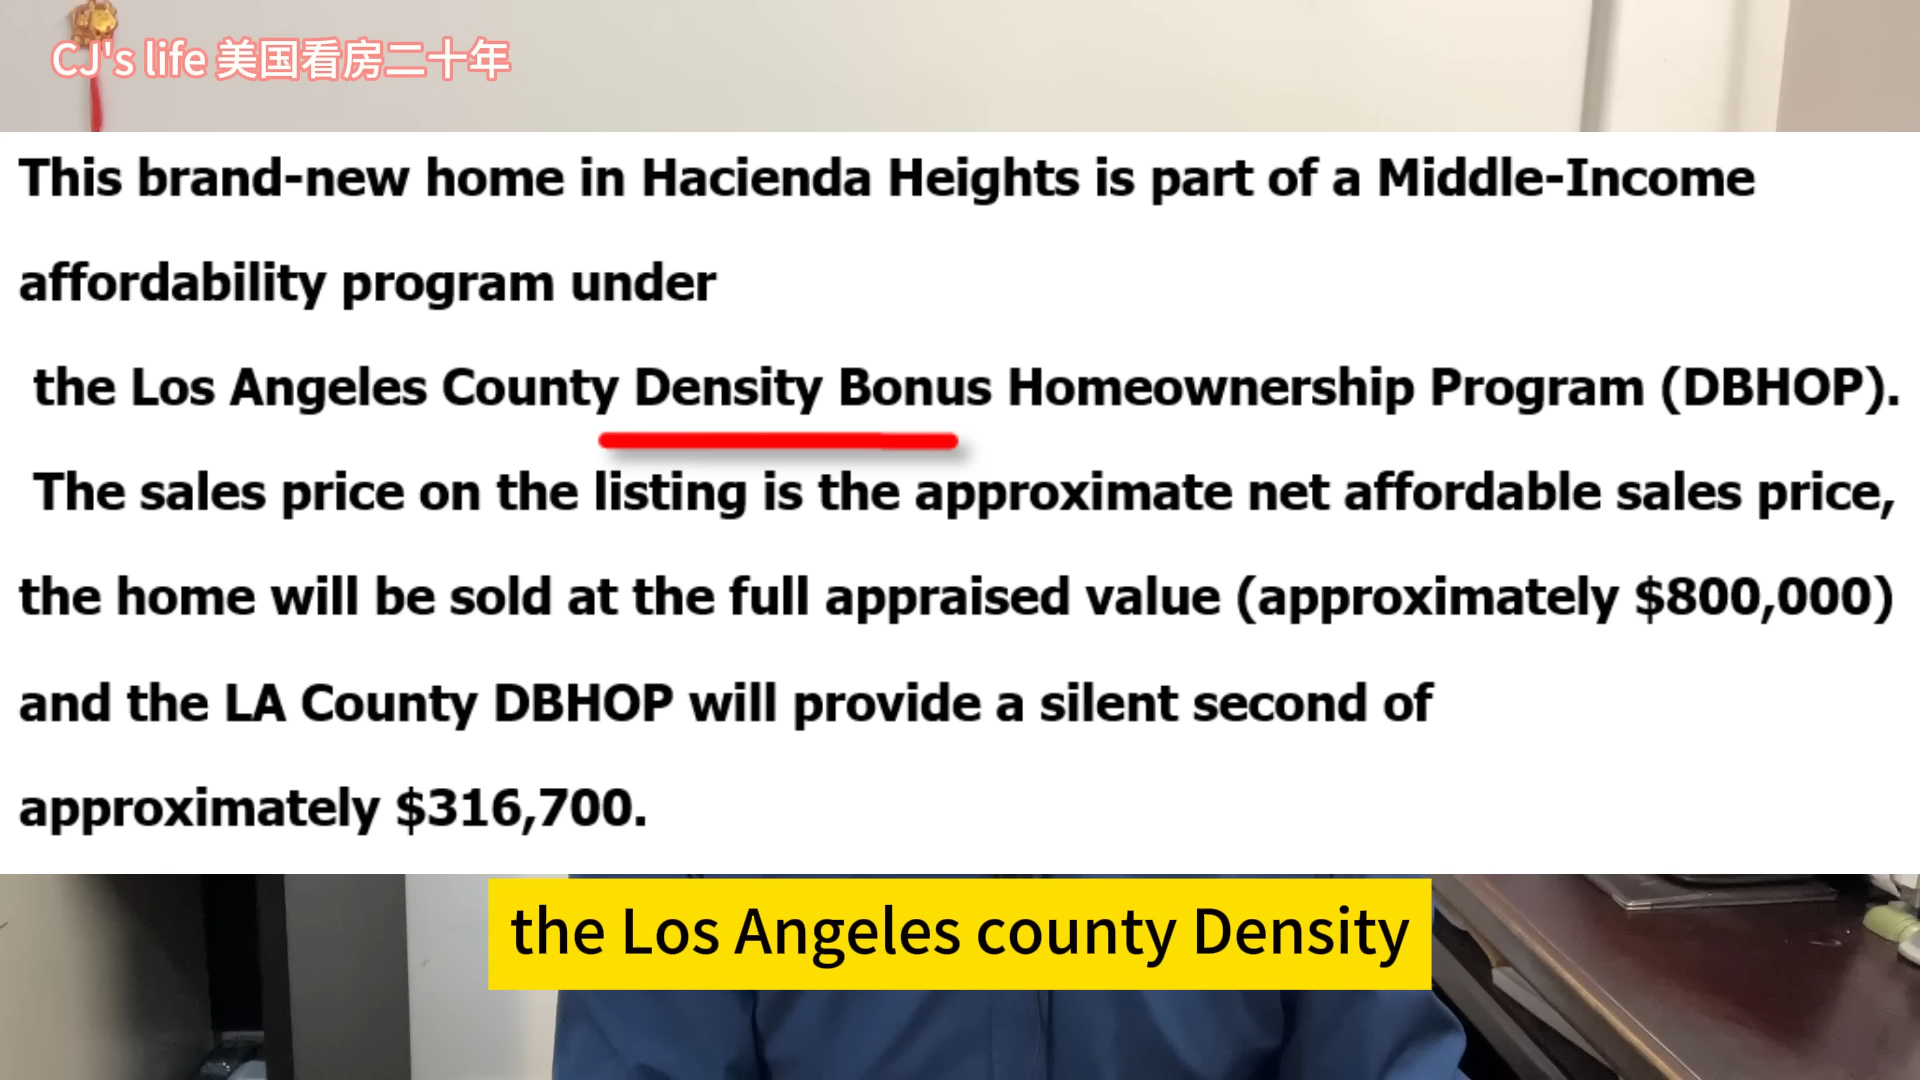 CJ's life 美国看房二十年
This brand-new home in Hacienda Heights is part of a Middle-Income
affordability program under
the Los Angeles County Density Bonus Homeownership Program (DBHOP).
The sales price on the listing is the approximate net affordable sales price,
the home will be sold at the full appraised value (approximately $800,000)
and the LA County DBHOP will provide a silent second of
approximately $316,700.
the Los Angeles county Density